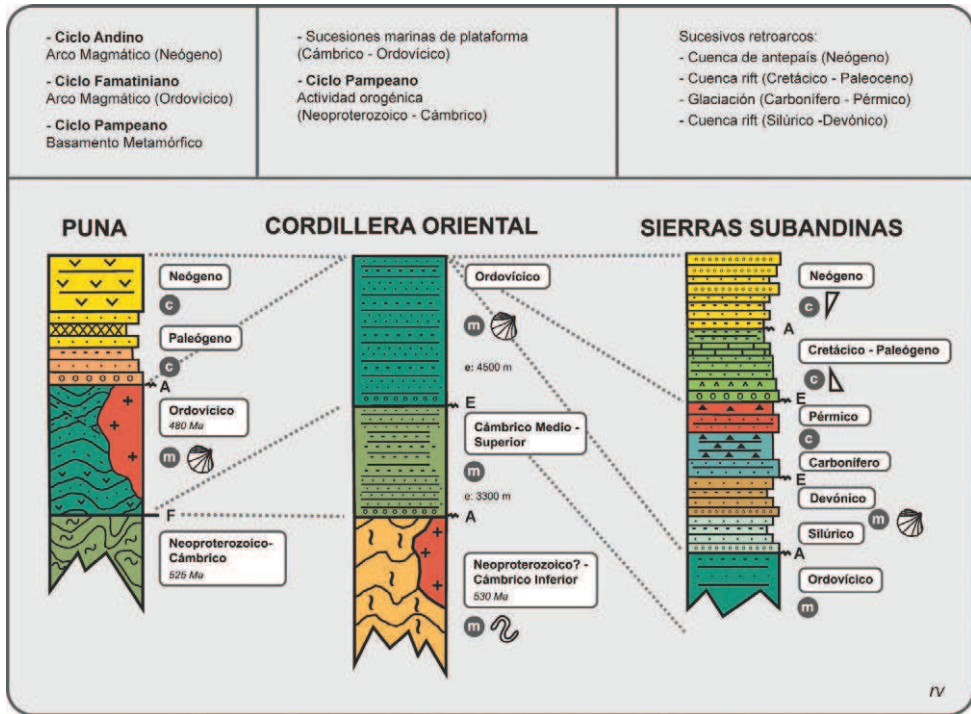 - Ciclo Andino
Arco Magmático (Neógeno)
- Ciclo Famatiniano
Arco Magmático (Ordovícico)
- Ciclo Pampeano
Basamento Metamórfico
- Sucesiones marinas de plataforma
(Cámbrico - Ordovícico)
- Ciclo Pampeano
Actividad orogénica
(Neoproterozoico - Cámbrico)
Sucesivos retroarcos:
- Cuenca de antepaís (Neógeno)
- Cuenca rift (Cretácico - Paleoceno)
- Glaciación (Carbonífero - Pérmico)
- Cuenca rift (Silúrico -Devónico)
PUNA
Neógeno
c
Paleógeno
c
A
Ordovícico
480 Ma
m
F
Neoproterozoico-
Cámbrico
525 Ma
CORDILLERA ORIENTAL
Ordovícico
m
e: 4500 m
E
Cámbrico Medio -
Superior
m
e: 3300 m
A
Neoproterozoico? -
Cámbrico Inferior
530 Ma
m
SIERRAS SUBANDINAS
Neógeno
c
A
Cretácico - Paleógeno
c
E
Pérmico
c
Carbonífero
E
Devónico
m
Silúrico
A
Ordovícico
m
rv